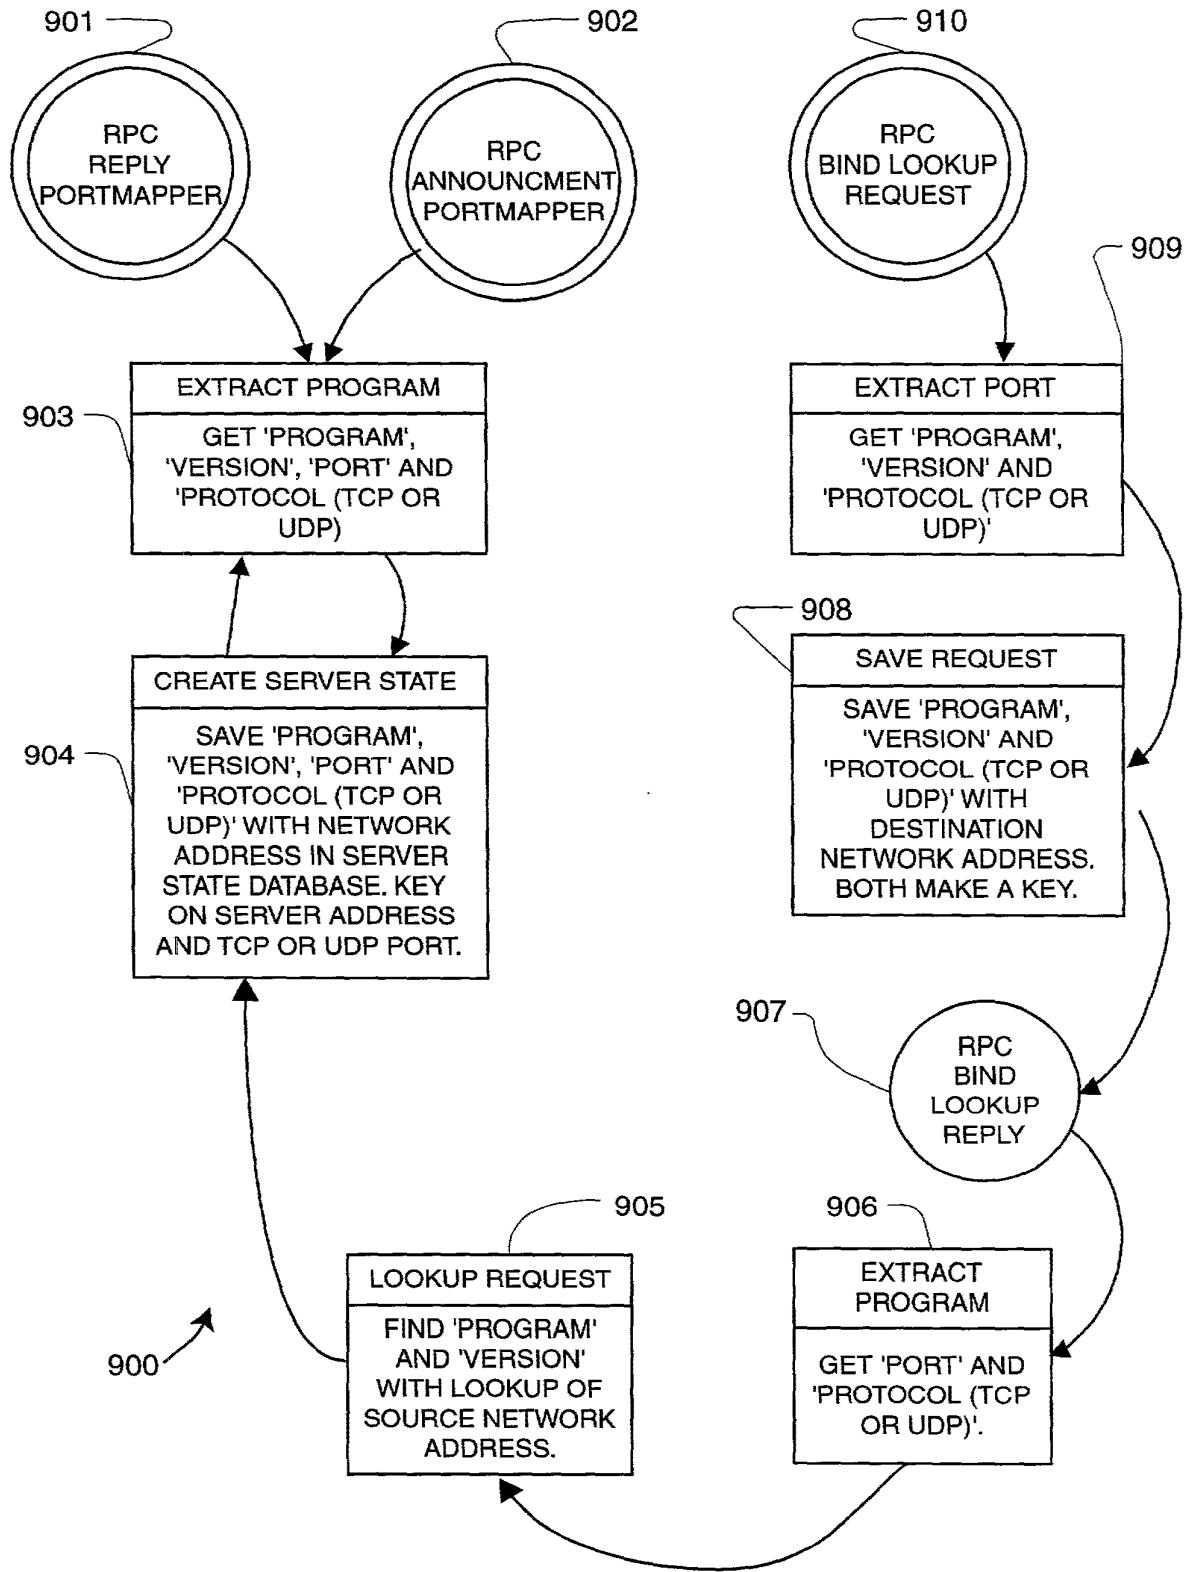 901
902
910
RPC
REPLY
PORTMAPPER
RPC
ANNOUNCMENT
PORTMAPPER
RPC
BIND LOOKUP
REQUEST
909
EXTRACT PROGRAM
903
GET 'PROGRAM',
'VERSION', 'PORT' AND
'PROTOCOL (TCP OR
UDP)
EXTRACT PORT
GET 'PROGRAM',
'VERSION' AND
'PROTOCOL (TCP OR
UDP)'
908
CREATE SERVER STATE
904
SAVE 'PROGRAM',
'VERSION', 'PORT' AND
'PROTOCOL (TCP OR
UDP)' WITH NETWORK
ADDRESS IN SERVER
STATE DATABASE. KEY
ON SERVER ADDRESS
AND TCP OR UDP PORT.
SAVE REQUEST
SAVE 'PROGRAM',
'VERSION' AND
'PROTOCOL (TCP OR
UDP)' WITH
DESTINATION
NETWORK ADDRESS.
BOTH MAKE A KEY.
907
RPC
BIND
LOOKUP
REPLY
905
906
LOOKUP REQUEST
FIND 'PROGRAM'
AND 'VERSION'
WITH LOOKUP OF
SOURCE NETWORK
ADDRESS.
EXTRACT
PROGRAM
GET 'PORT' AND
'PROTOCOL (TCP
OR UDP)'.
900